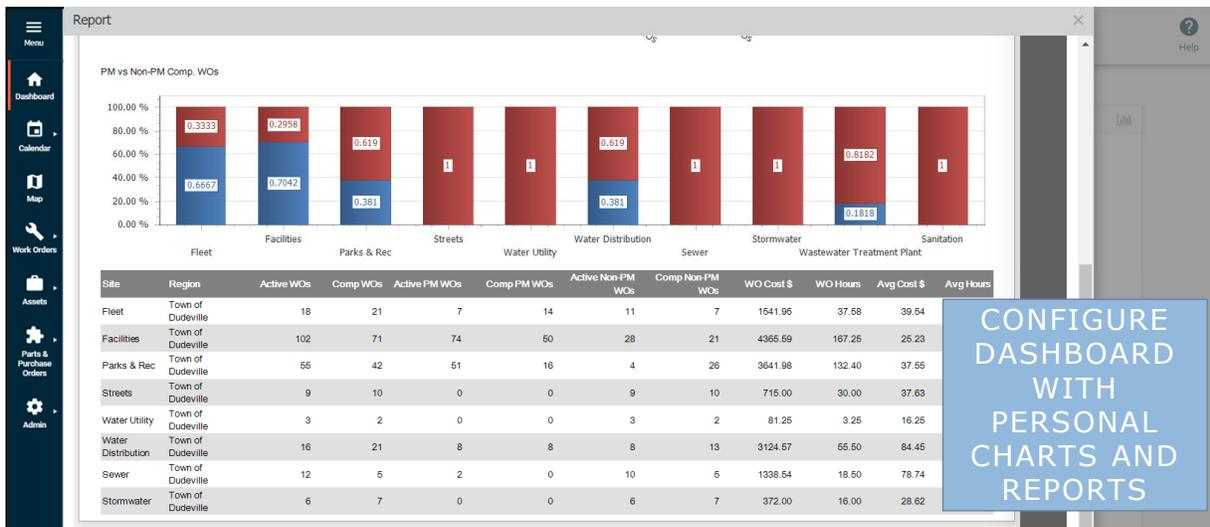 Report
Menu
Help
PM vs Non-PM Comp. WOs
Dashboard
Calendar
Map
Work Orders
Assets
Parts &
Purchase
Orders
Admin
100.00 %
80.00 %
60.00 %
40.00 %
20.00 %
0.00 %
0.3333
0.2958
0.619
1
1
0.619
1
1
0.8182
1
0.6667
0.7042
0.381
0.381
0.1818
Facilities Streets Water Distribution Stormwater Sanitation
Fleet Parks & Rec Water Utility Sewer Wastewater Treatment Plant
Site Region Active WOs Comp WOs Active PM WOs Comp PM WOs Active Non-PM WOs Comp Non-PM WOs WO Cost $ WO Hours Avg Cost $ Avg Hours
Fleet Town of Dudeville 18 21 7 14 11 7 1541.95 37.58 39.54
Facilities Town of Dudeville 102 71 74 50 28 21 4365.59 167.25 25.23
Parks & Rec Town of Dudeville 55 42 51 16 4 26 3641.98 132.40 37.55
Streets Town of Dudeville 9 10 0 0 9 10 715.00 30.00 37.63
Water Utility Town of Dudeville 3 2 0 0 3 2 81.25 3.25 16.25
Water Distribution Town of Dudeville 16 21 8 8 8 13 3124.57 55.50 84.45
Sewer Town of Dudeville 12 5 2 0 10 5 1338.54 18.50 78.74
Stormwater Town of Dudeville 6 7 0 0 6 7 372.00 16.00 28.62
CONFIGURE
DASHBOARD
WITH
PERSONAL
CHARTS AND
REPORTS